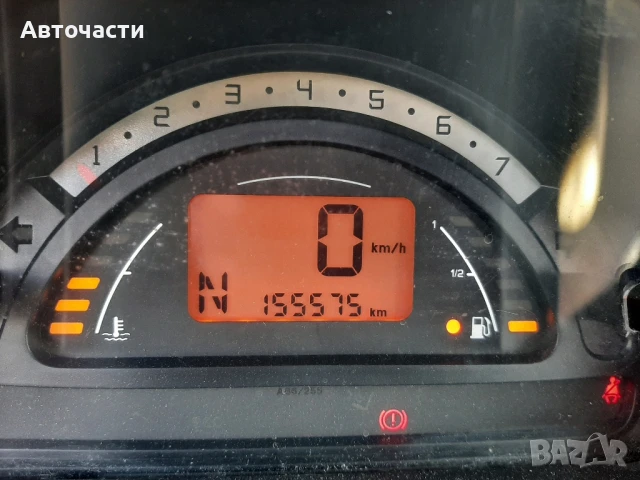 Авточасти
1 2 3 4 5 6 7
0 km/h
1
1/2
N 155575 km
BAZAR